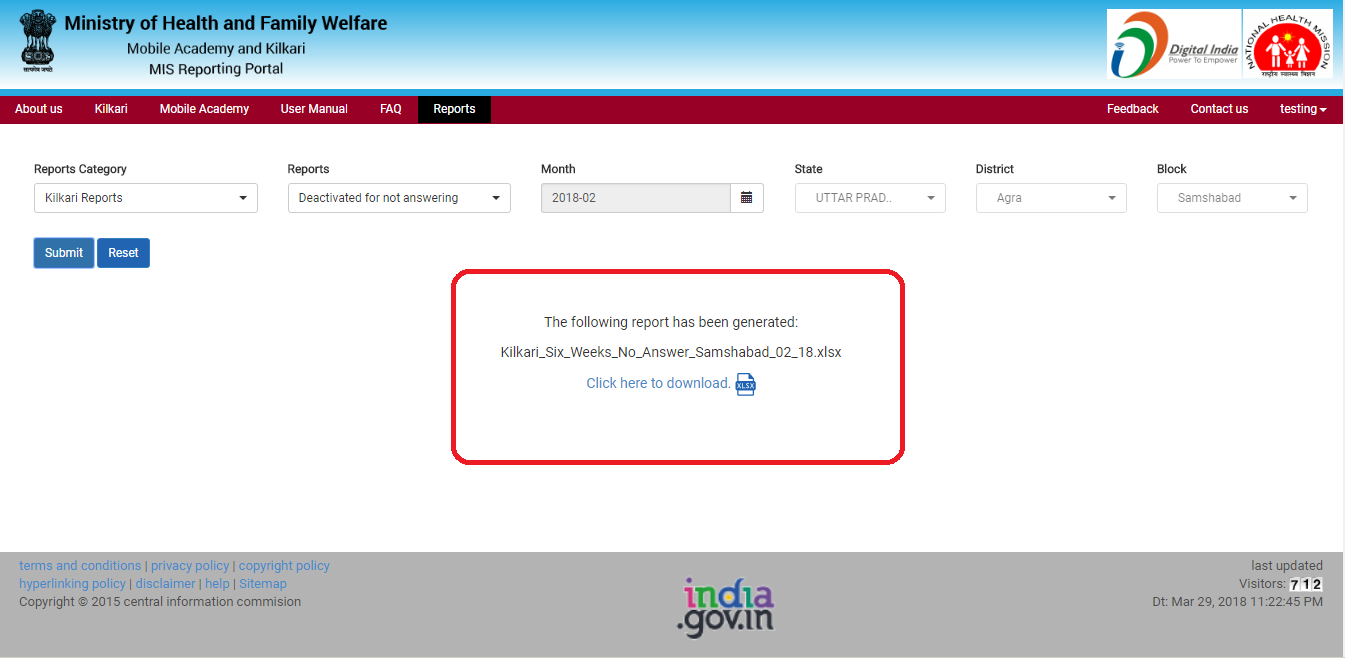 Ministry of Health and Family Welfare
Mobile Academy and Kilkari
MIS Reporting Portal
सत्यमेव जयते
Digital India
Power To Empower
NATIONAL HEALTH MISSION
राष्ट्रीय स्वास्थ्य मिशन
About us Kilkari Mobile Academy User Manual FAQ Reports Feedback Contact us testing
Reports Category Reports Month State District Block
Kilkari Reports Deactivated for not answering 2018-02 UTTAR PRAD.. Agra Samshabad
Submit Reset
The following report has been generated:
Kilkari_Six_Weeks_No_Answer_Samshabad_02_18.xlsx
Click here to download. XLSX
terms and conditions | privacy policy | copyright policy
hyperlinking policy | disclaimer | help | Sitemap
Copyright © 2015 central information commision
india
.gov.in
last updated
Visitors: 712
Dt: Mar 29, 2018 11:22:45 PM